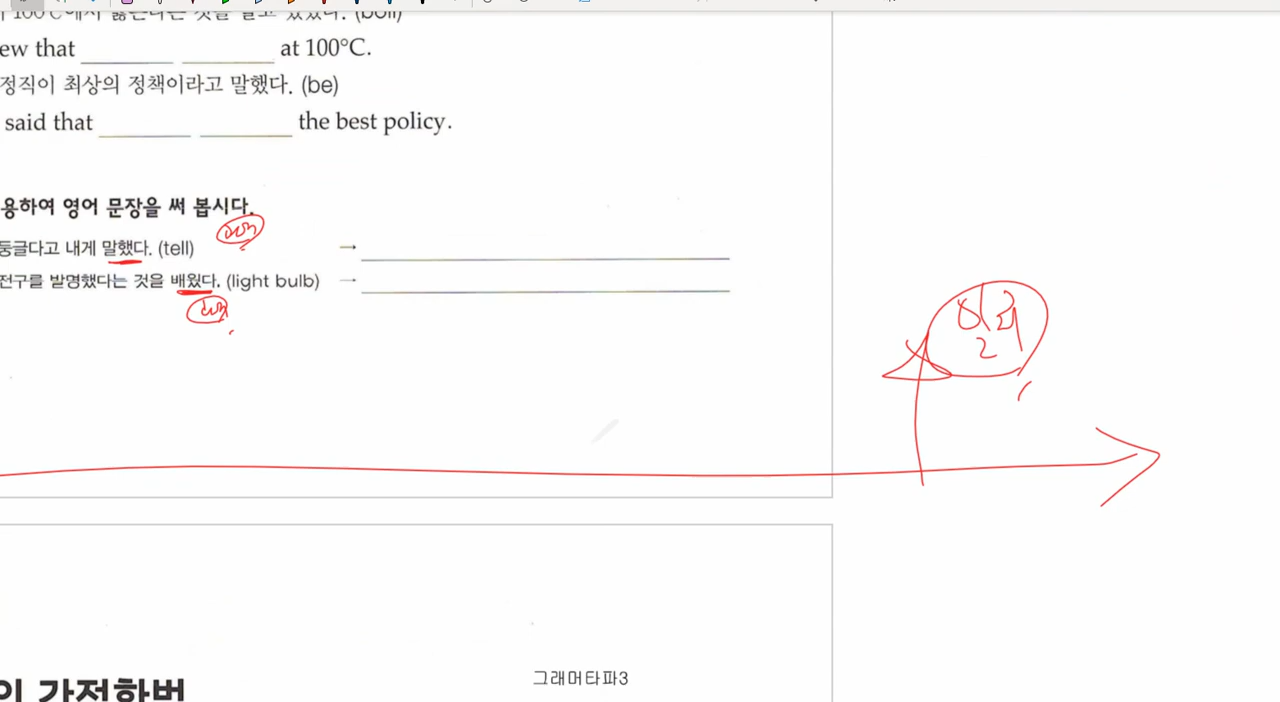 100℃에서 끓는다는 것을 알고 있었다. (boil)
ew that ________ ________ at 100°C.
정직이 최상의 정책이라고 말했다. (be)
said that ________ ________ the best policy.
용하여 영어 문장을 써 봅시다.
둥글다고 내게 말했다. (tell) →
전구를 발명했다는 것을 배웠다. (light bulb) →
2
그래머타파3
가정하법